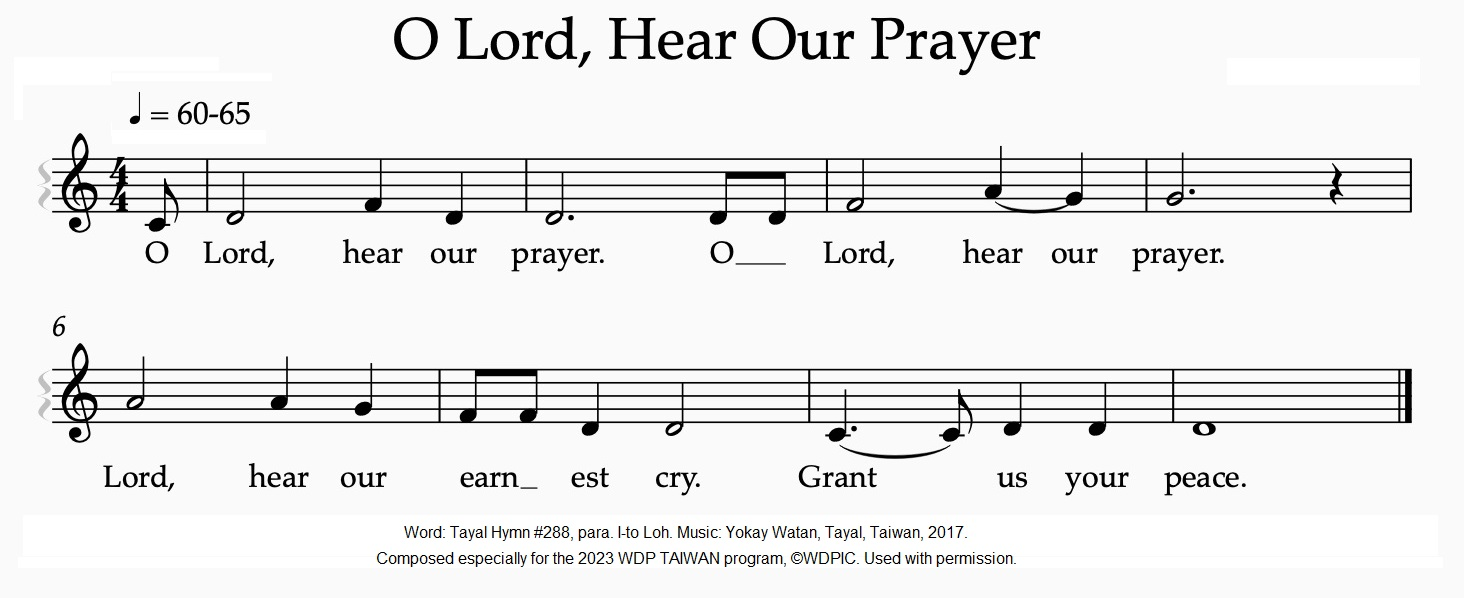 O Lord, Hear Our Prayer
♩ = 60-65
4
4
O Lord, hear our prayer. O___ Lord, hear our prayer.
6
Lord, hear our earn_ est cry. Grant us your peace.
Word: Tayal Hymn #288, para. I-to Loh. Music: Yokay Watan, Tayal, Taiwan, 2017.
Composed especially for the 2023 WDP TAIWAN program, ©WDPIC. Used with permission.